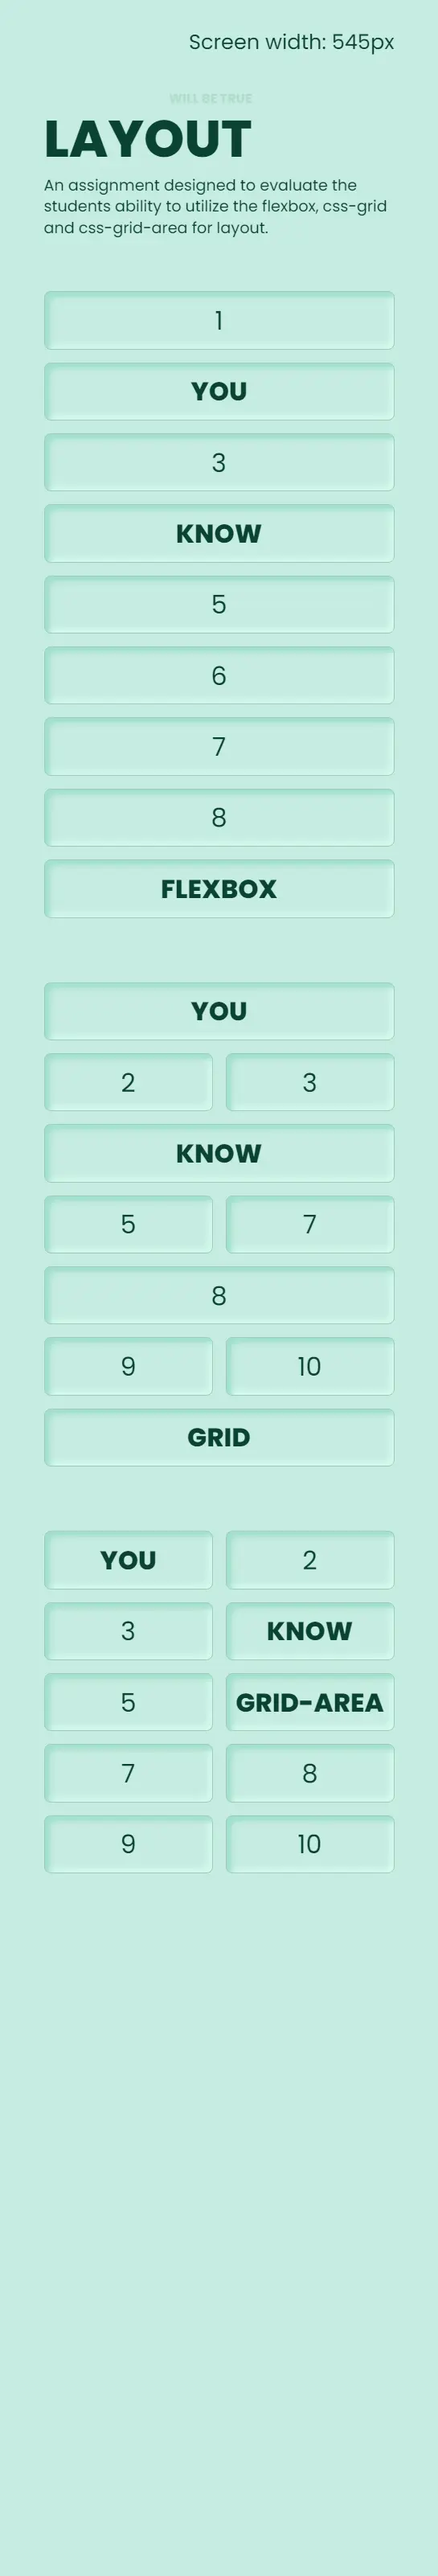 Screen width: 545px
WILL BE TRUE
LAYOUT
An assignment designed to evaluate the
students ability to utilize the flexbox, css-grid
and css-grid-area for layout.
1
YOU
3
KNOW
5
6
7
8
FLEXBOX
YOU
2 3
KNOW
5 7
8
9 10
GRID
YOU 2
3 KNOW
5 GRID-AREA
7 8
9 10